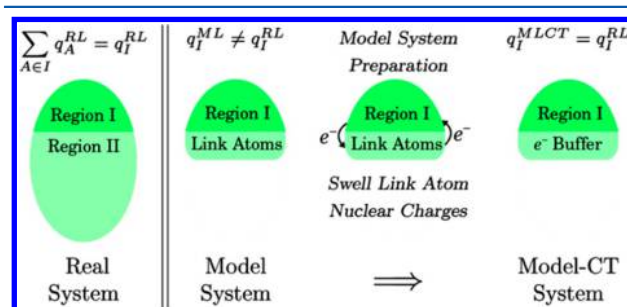 ∑_{A∈I} q_A^{RL} = q_I^{RL}
Region I
Region II
Real
System
q_I^{ML} ≠ q_I^{RL}
Region I
Link Atoms
Model
System
Model System
Preparation
Region I
e⁻ Link Atoms e⁻
Swell Link Atom
Nuclear Charges
⟹
q_I^{MLCT} = q_I^{RL}
Region I
e⁻ Buffer
Model-CT
System